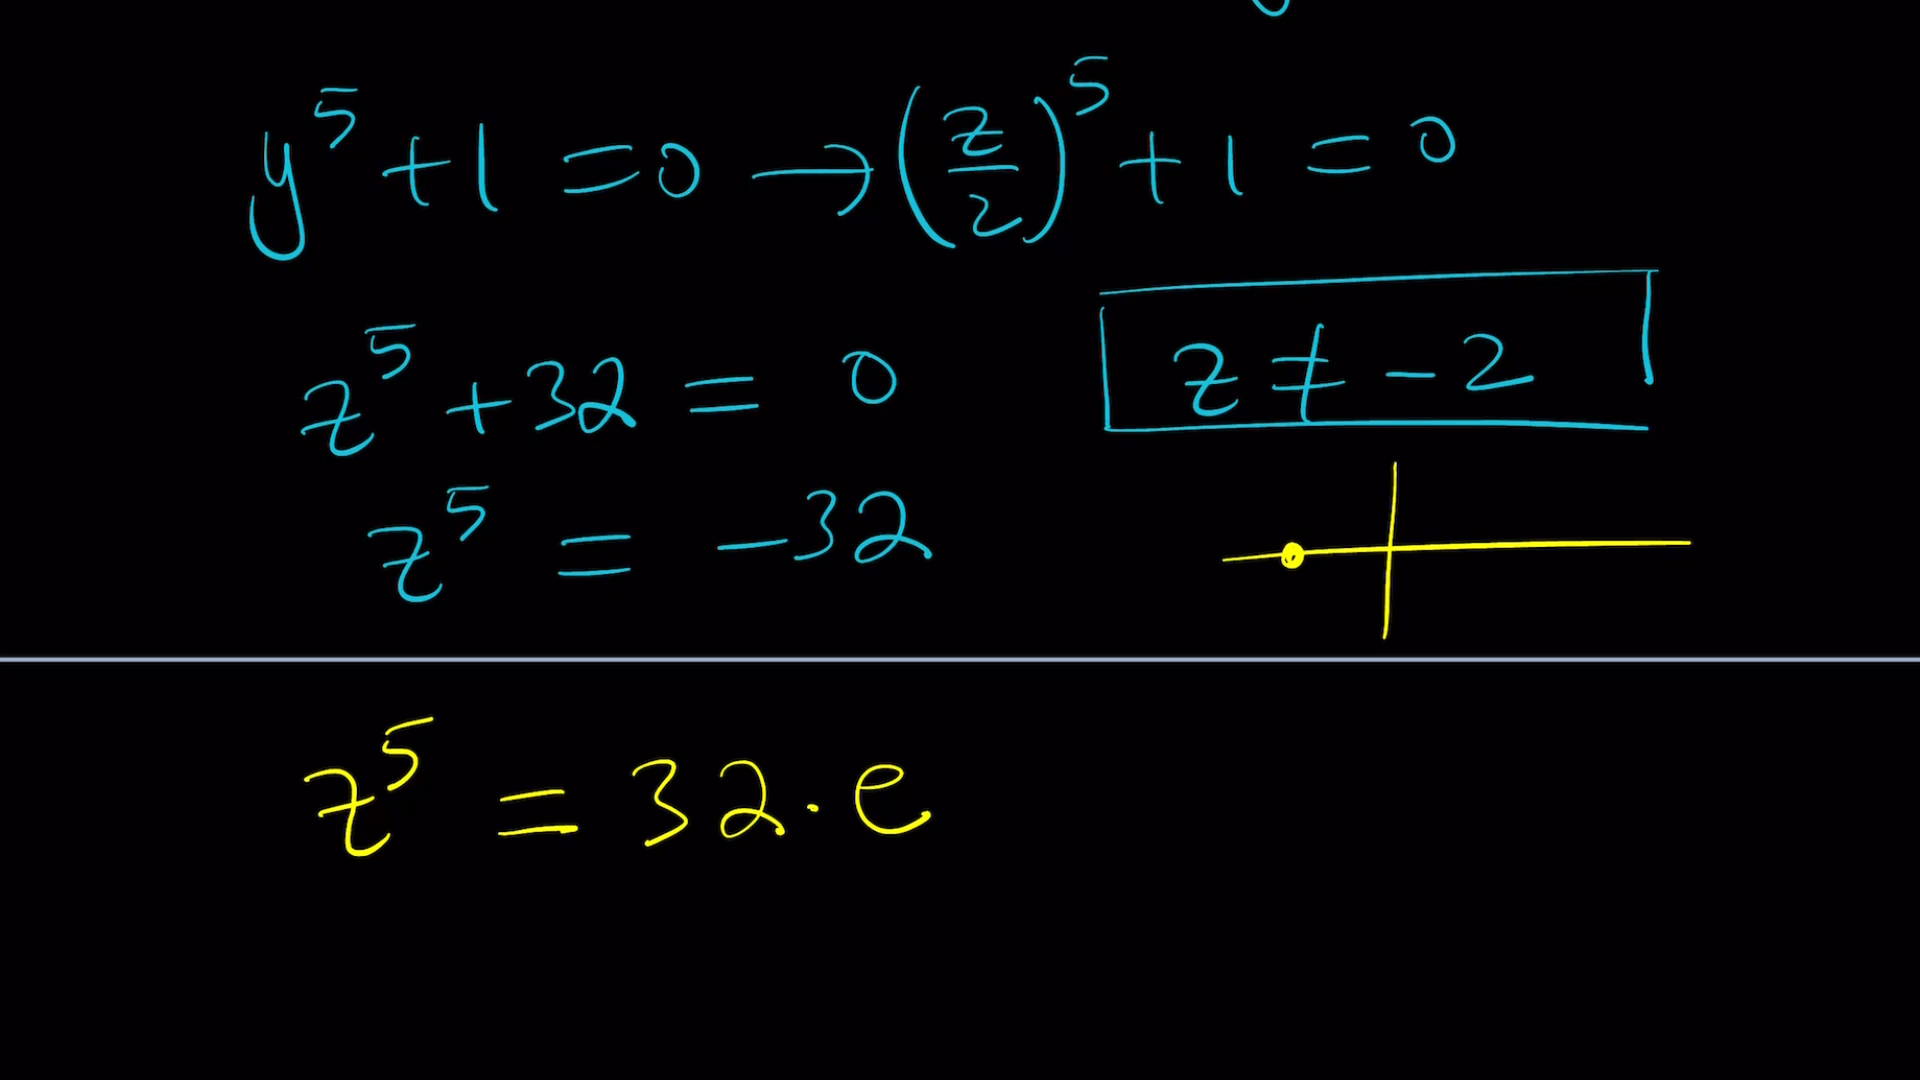 y^5 + 1 = 0 → (z/2)^5 + 1 = 0
z^5 + 32 = 0
z ≠ -2
z^5 = -32
z^5 = 32 · e